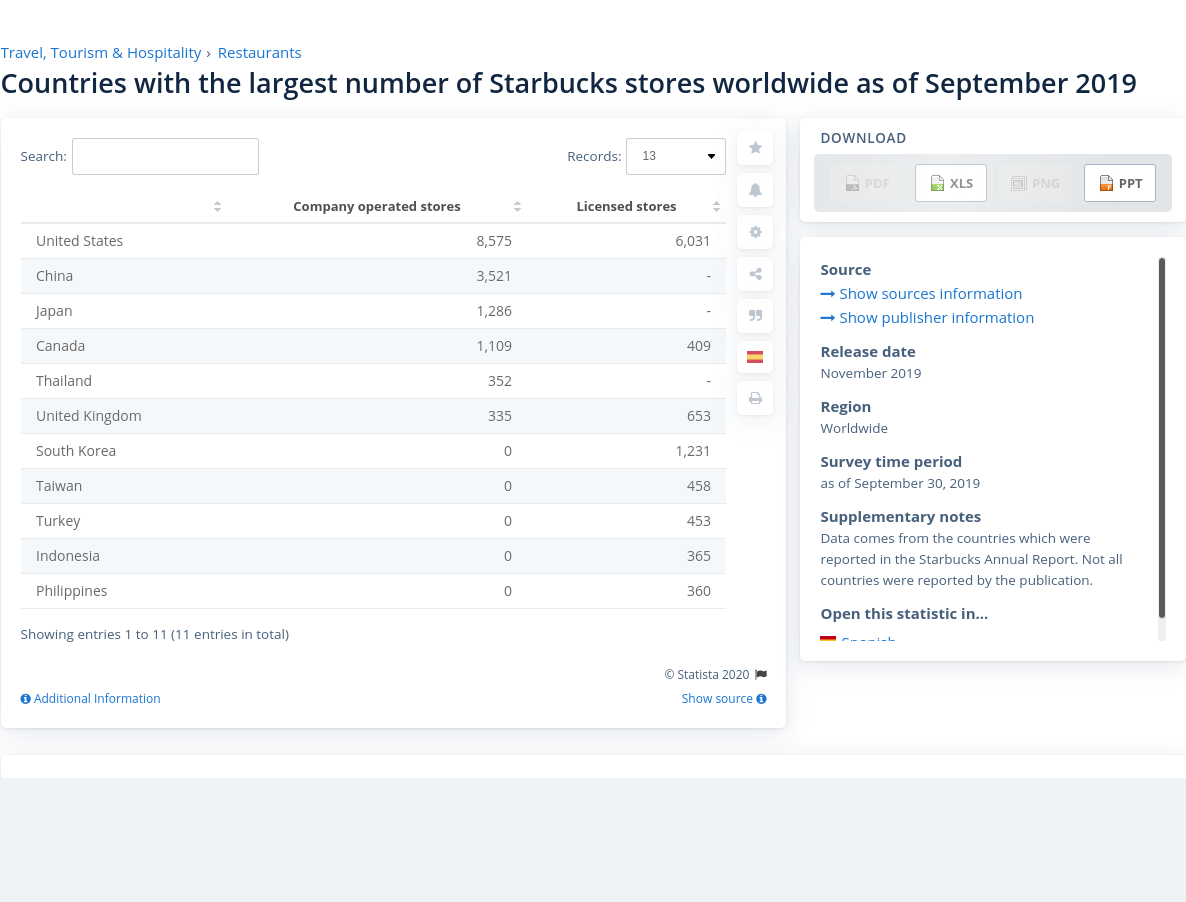 Travel, Tourism & Hospitality › Restaurants
Countries with the largest number of Starbucks stores worldwide as of September 2019
Search:
Records: 13
Company operated stores Licensed stores
United States 8,575 6,031
China 3,521 -
Japan 1,286 -
Canada 1,109 409
Thailand 352 -
United Kingdom 335 653
South Korea 0 1,231
Taiwan 0 458
Turkey 0 453
Indonesia 0 365
Philippines 0 360
Showing entries 1 to 11 (11 entries in total)
© Statista 2020
Additional Information
Show source
DOWNLOAD
PDF XLS PNG PPT
Source
Show sources information
Show publisher information
Release date
November 2019
Region
Worldwide
Survey time period
as of September 30, 2019
Supplementary notes
Data comes from the countries which were
reported in the Starbucks Annual Report. Not all
countries were reported by the publication.
Open this statistic in...
Spanish